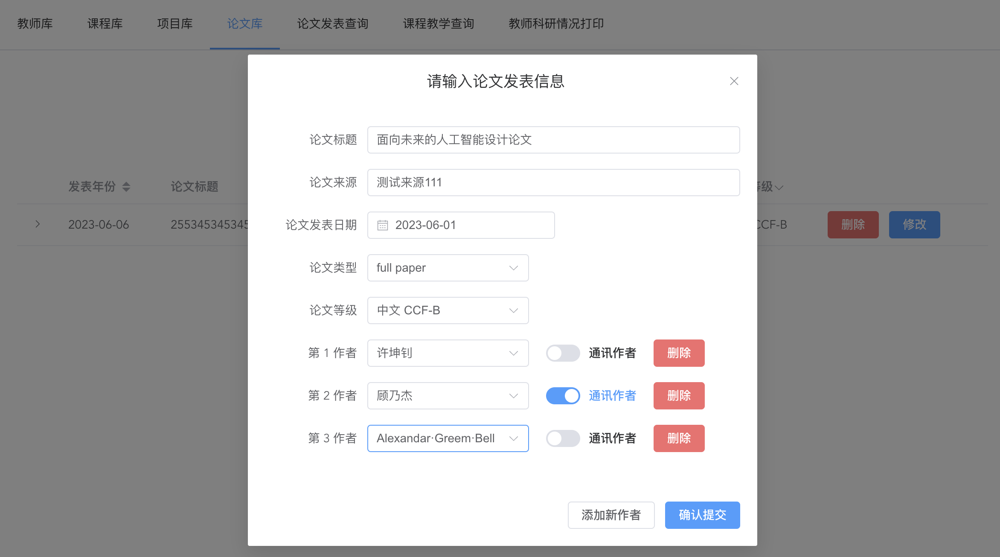 教师库 课程库 项目库 论文库 论文发表查询 课程教学查询 教师科研情况打印
请输入论文发表信息
论文标题 面向未来的人工智能设计论文
论文来源 测试来源111
发表年份 论文标题 等级
论文发表日期 2023-06-01
2023-06-06 255345345345 CCF-B 删除 修改
论文类型 full paper
论文等级 中文 CCF-B
第 1 作者 许坤钊 通讯作者 删除
第 2 作者 顾乃杰 通讯作者 删除
第 3 作者 Alexandar·Greem·Bell 通讯作者 删除
添加新作者 确认提交